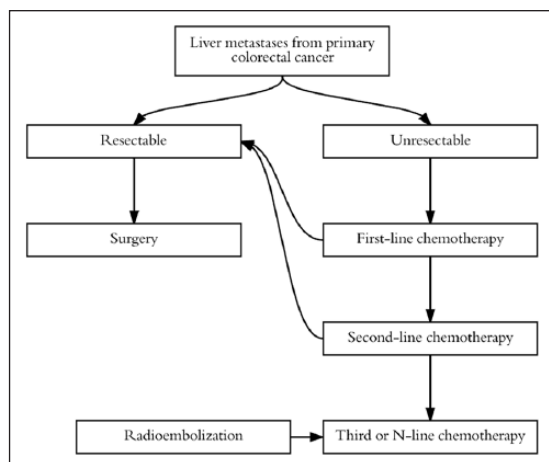 Liver metastases from primary
colorectal cancer
Resectable
Unresectable
Surgery
First-line chemotherapy
Second-line chemotherapy
Radioembolization
Third or N-line chemotherapy